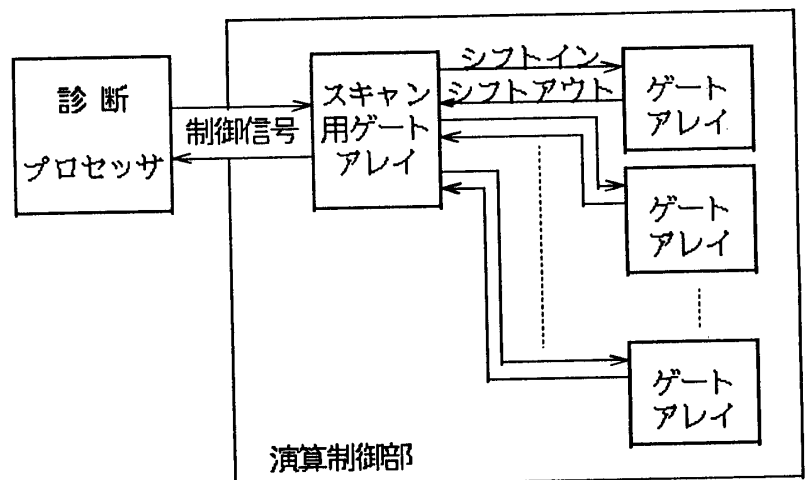 診断
プロセッサ
制御信号
スキャン
用ゲート
アレイ
シフトイン
シフトアウト
ゲート
アレイ
ゲート
アレイ
ゲート
アレイ
演算制御部